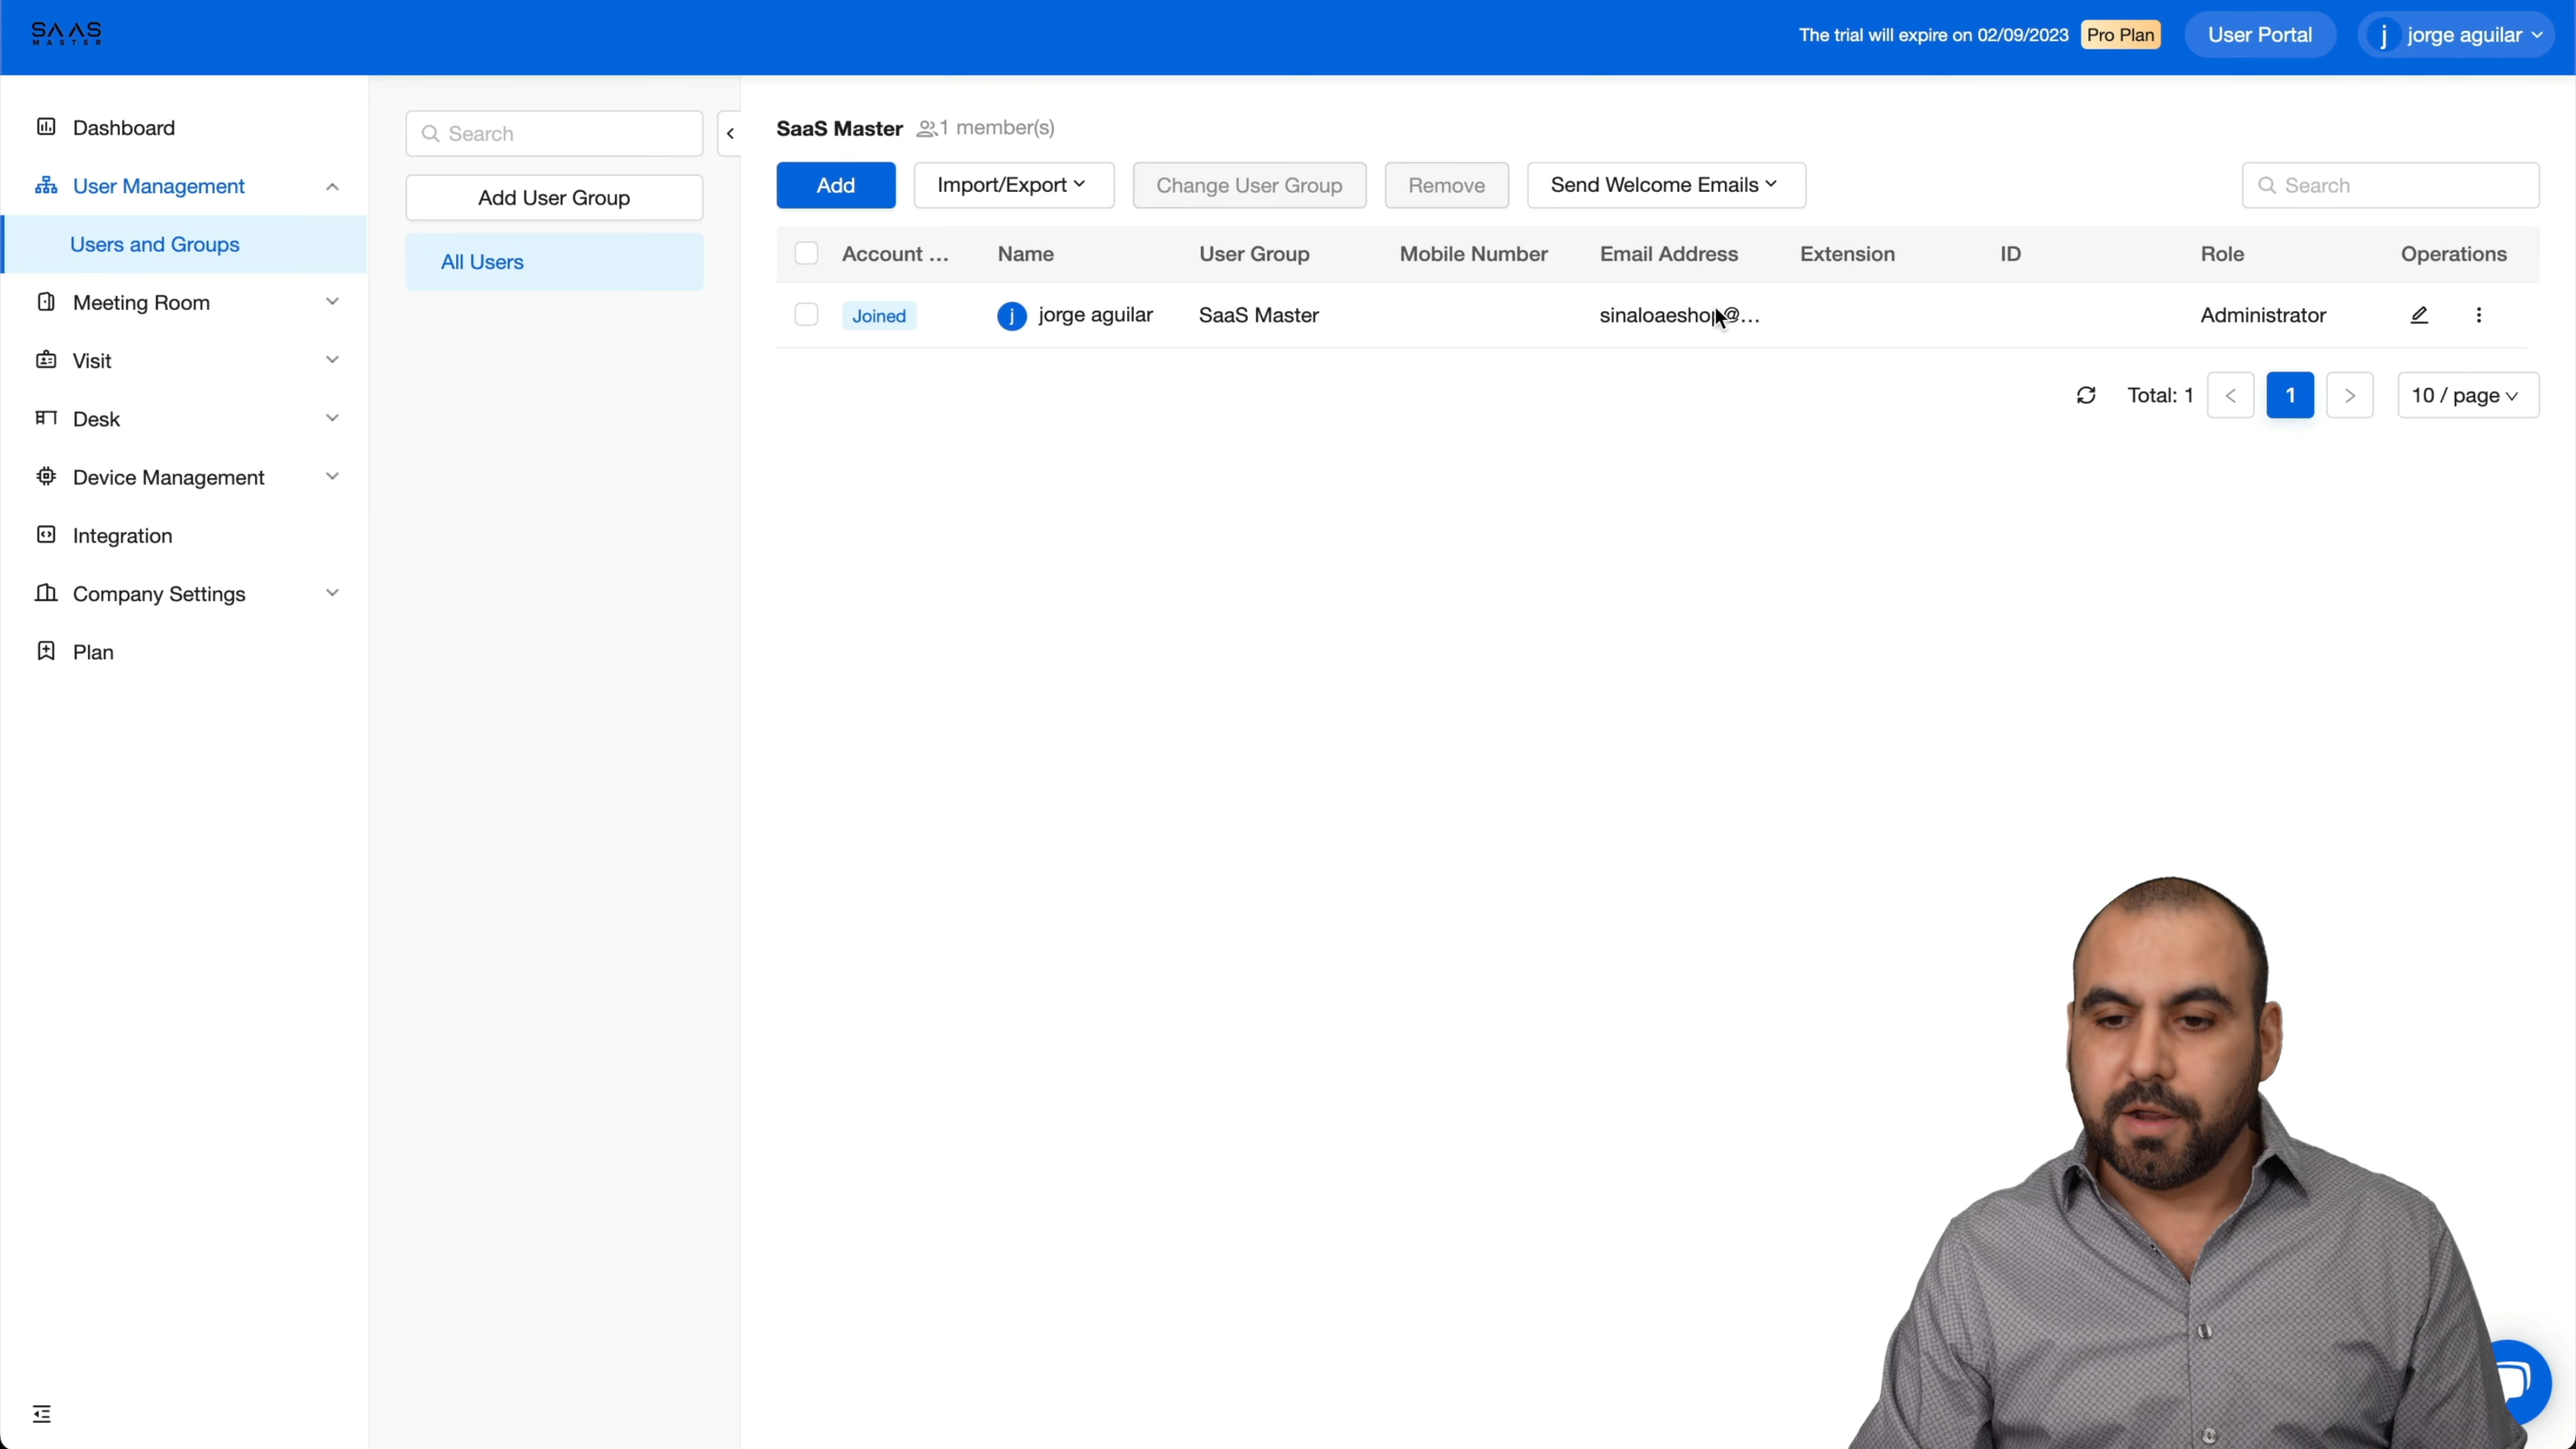 SAAS
MASTER
The trial will expire on 02/09/2023 Pro Plan User Portal j jorge aguilar
Dashboard
User Management
Users and Groups
Meeting Room
Visit
Desk
Device Management
Integration
Company Settings
Plan
Search
Add User Group
All Users
SaaS Master 1 member(s)
Add Import/Export Change User Group Remove Send Welcome Emails Search
Account ... Name User Group Mobile Number Email Address Extension ID Role Operations
Joined j jorge aguilar SaaS Master sinaloaeshop@... Administrator
Total: 1 < 1 > 10 / page